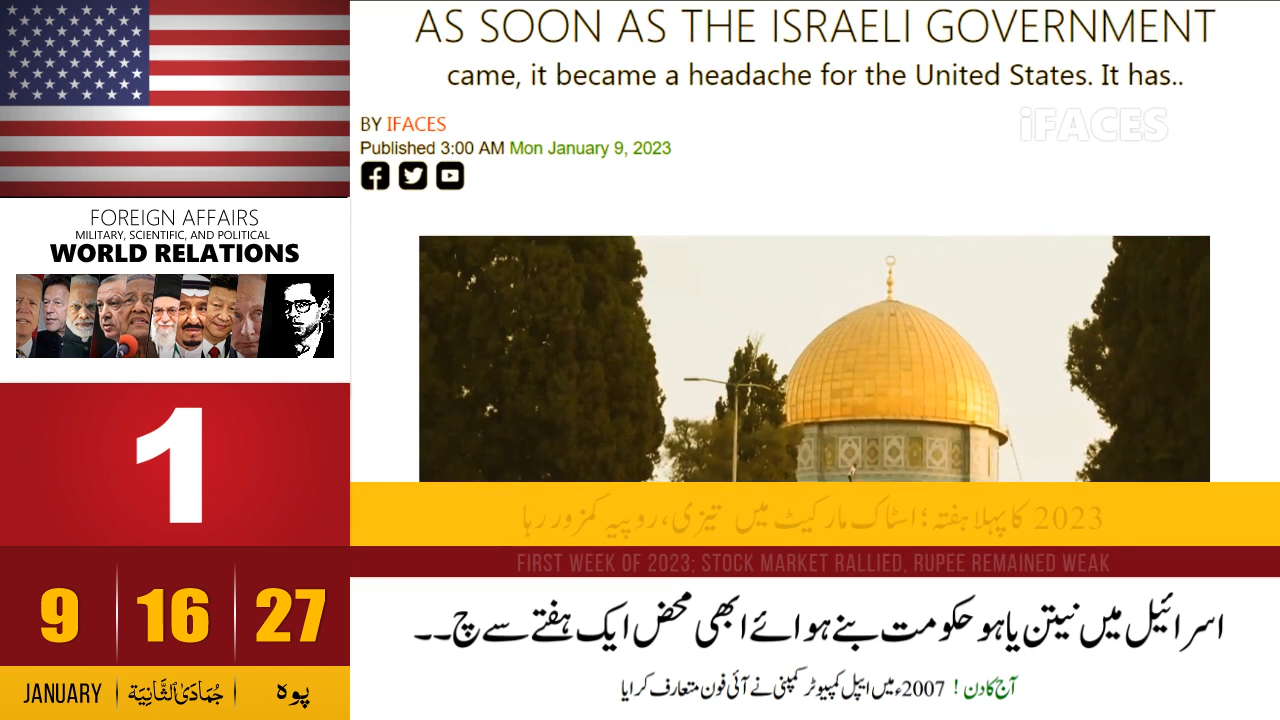 AS SOON AS THE ISRAELI GOVERNMENT
came, it became a headache for the United States. It has..
BY IFACES
Published 3:00 AM Mon January 9, 2023
iFACES
FOREIGN AFFAIRS
MILITARY, SCIENTIFIC, AND POLITICAL
WORLD RELATIONS
1
2023 کا پہلا ہفتہ؛ اسٹاک مارکیٹ میں تیزی، روپیہ کمزور رہا
FIRST WEEK OF 2023; STOCK MARKET RALLIED, RUPEE REMAINED WEAK
9 16 27
JANUARY جُمَادَىٰ ٱلثَّانِيَة پوہ
اسرائیل میں نیتن یاہو حکومت بنے ہوائے ابھی محض ایک ہفتے سے چ۔۔
آج کا دن ! 2007ء میں ایپل کمپیوٹر کمپنی نے آئی فون متعارف کرایا